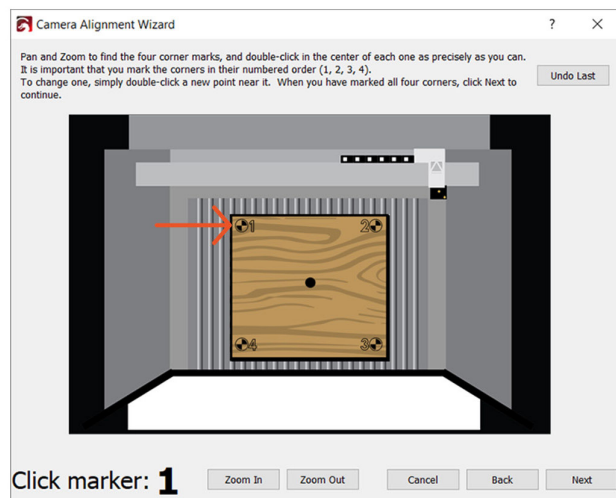 Camera Alignment Wizard
? X
Pan and Zoom to find the four corner marks, and double-click in the center of each one as precisely as you can.
It is important that you mark the corners in their numbered order (1, 2, 3, 4).
To change one, simply double-click a new point near it. When you have marked all four corners, click Next to
continue.
Undo Last
1 2
4 3
Click marker: 1
Zoom In Zoom Out Cancel Back Next